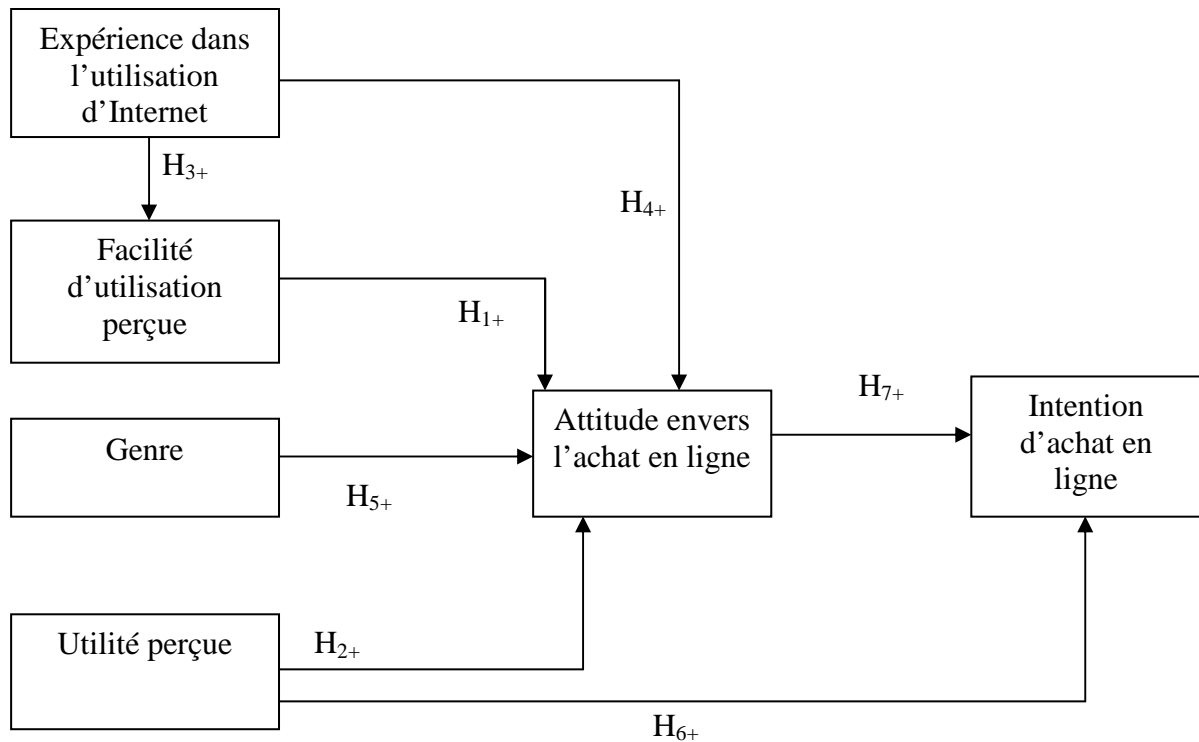 Expérience dans
l’utilisation
d’Internet
H3+
H4+
Facilité
d’utilisation
perçue
H1+
Genre
H5+
Attitude envers
l’achat en ligne
H7+
Intention
d’achat en
ligne
Utilité perçue
H2+
H6+